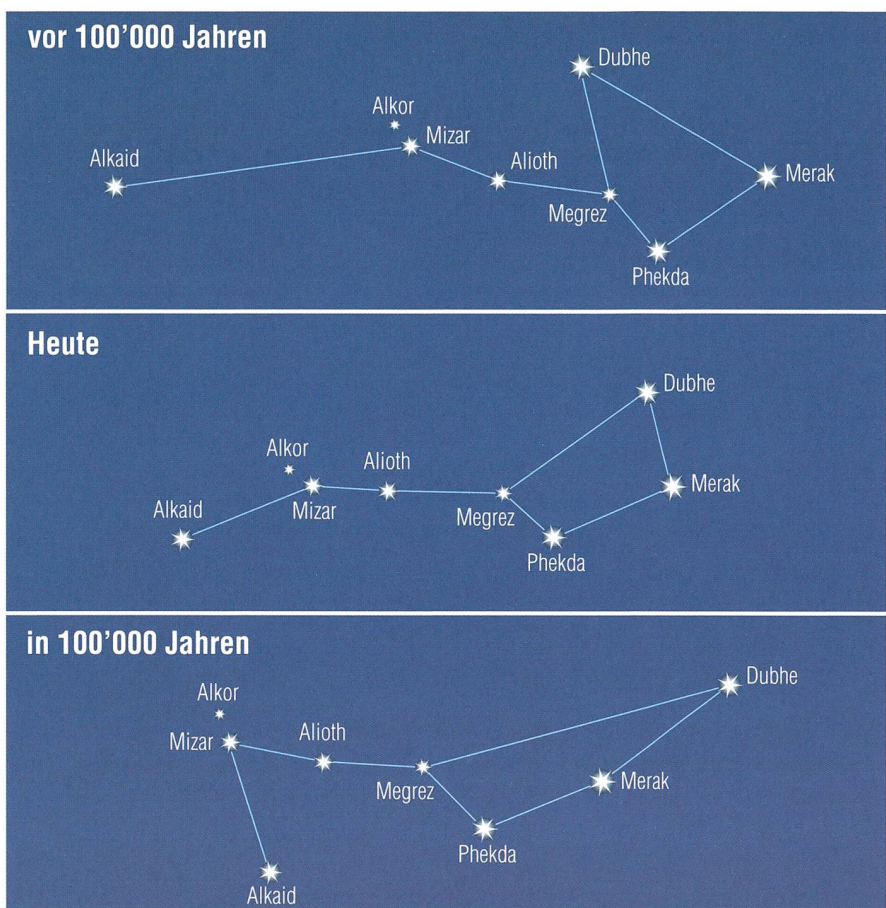 vor 100'000 Jahren
Dubhe
Alkor
Mizar
Alkaid
Alioth
Merak
Megrez
Phekda
Heute
Dubhe
Alkor
Alioth
Merak
Alkaid
Mizar
Megrez
Phekda
in 100'000 Jahren
Dubhe
Alkor
Mizar
Alioth
Merak
Megrez
Phekda
Alkaid